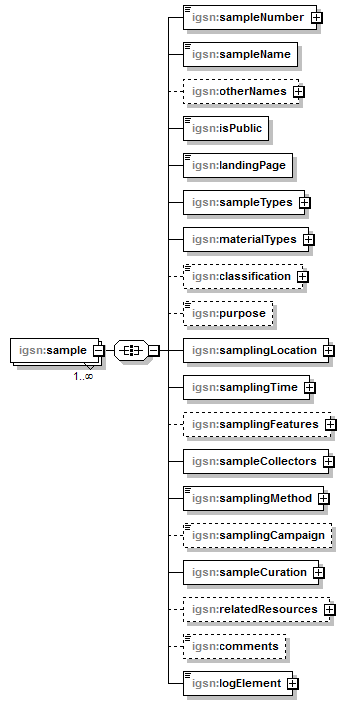 igsn:sampleNumber
igsn:sampleName
igsn:otherNames
igsn:isPublic
igsn:landingPage
igsn:sampleTypes
igsn:materialTypes
igsn:classification
igsn:purpose
igsn:sample
igsn:samplingLocation
1..∞
igsn:samplingTime
igsn:samplingFeatures
igsn:sampleCollectors
igsn:samplingMethod
igsn:samplingCampaign
igsn:sampleCuration
igsn:relatedResources
igsn:comments
igsn:logElement